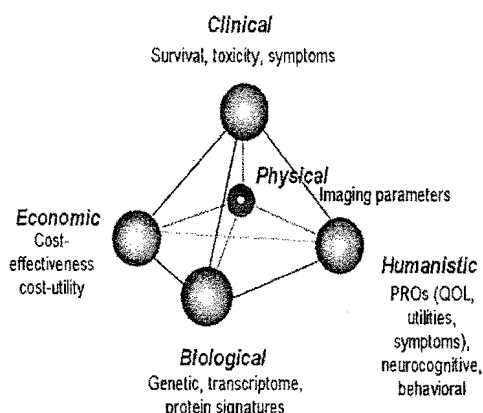 Clinical
Survival, toxicity, symptoms
Physical
Imaging parameters
Economic
Cost-
effectiveness
cost-utility
Humanistic
PROs (QOL,
utilities,
symptoms),
neurocognitive,
behavioral
Biological
Genetic, transcriptome,
protein signatures